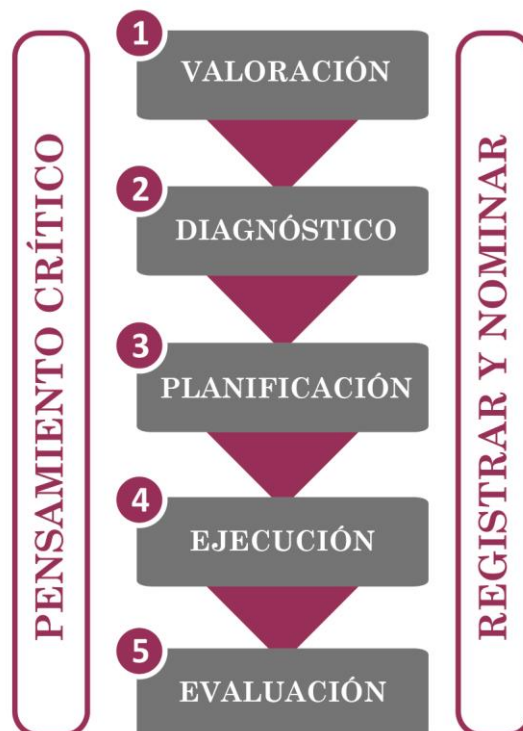 PENSAMIENTO CRÍTICO
1
VALORACIÓN
2
DIAGNÓSTICO
3
PLANIFICACIÓN
4
EJECUCIÓN
5
EVALUACIÓN
REGISTRAR Y NOMINAR